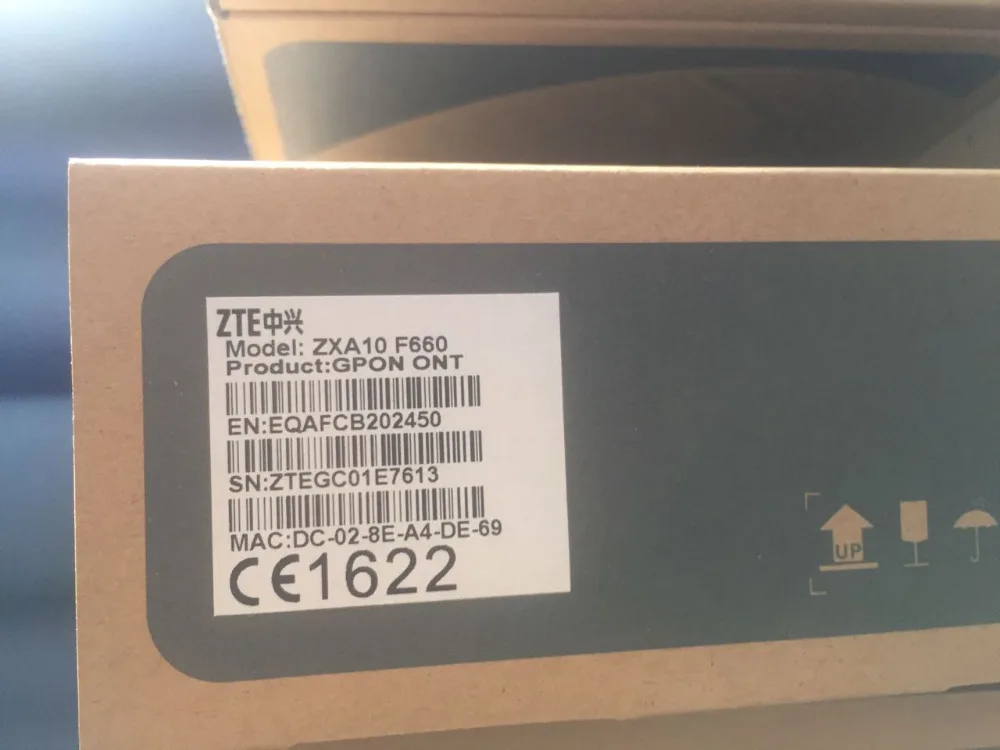 ZTE中兴
Model: ZXA10 F660
Product:GPON ONT
EN:EQAFCB202450
SN:ZTEGC01E7613
MAC:DC-02-8E-A4-DE-69
CE1622
UP